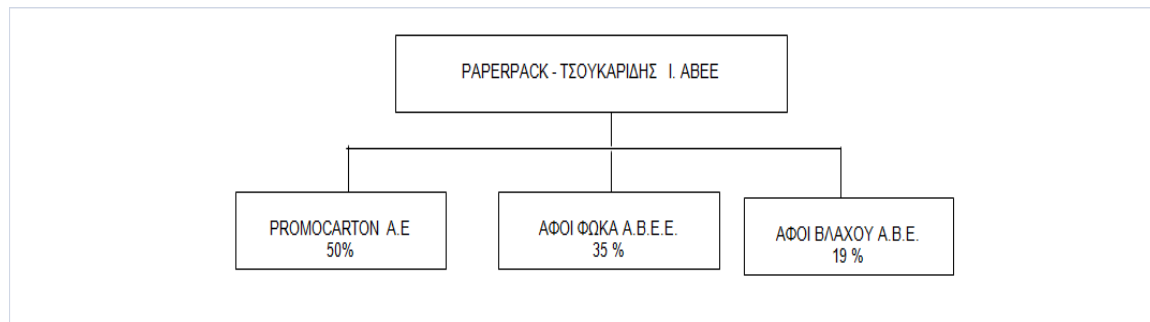 PAPERPACK - ΤΣΟΥΚΑΡΙΔΗΣ Ι. ΑΒΕΕ
PROMOCARTON Α.Ε
50%
ΑΦΟΙ ΦΩΚΑ Α.Β.Ε.Ε.
35 %
ΑΦΟΙ ΒΛΑΧΟΥ Α.Β.Ε.
19 %